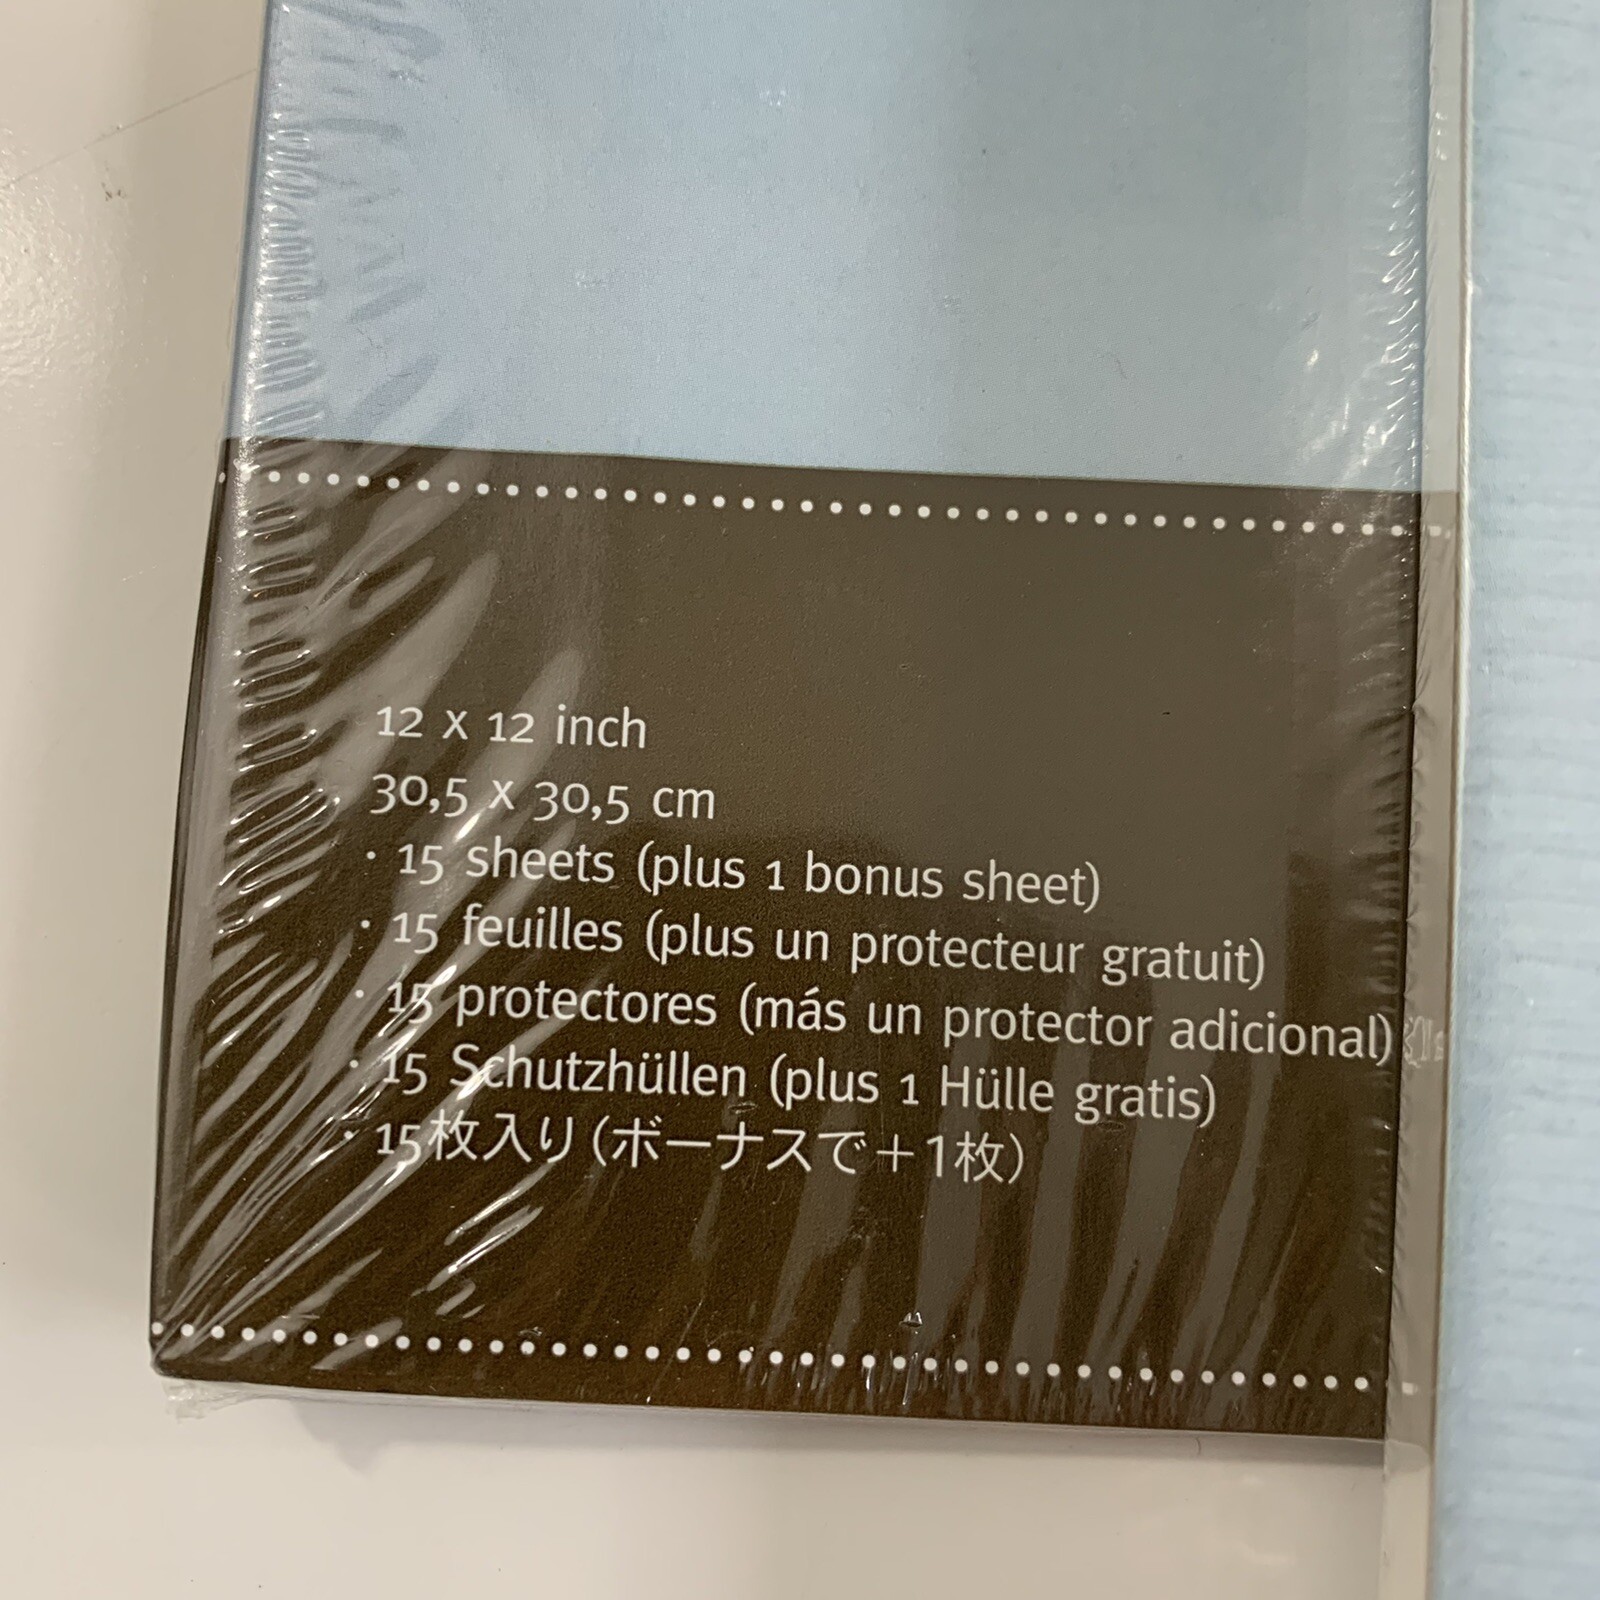 12 x 12 inch
30,5 x 30,5 cm
· 15 sheets (plus 1 bonus sheet)
· 15 feuilles (plus un protecteur gratuit)
· 15 protectores (más un protector adicional)
· 15 Schutzhüllen (plus 1 Hülle gratis)
· 15枚入り(ボーナスで+1枚)